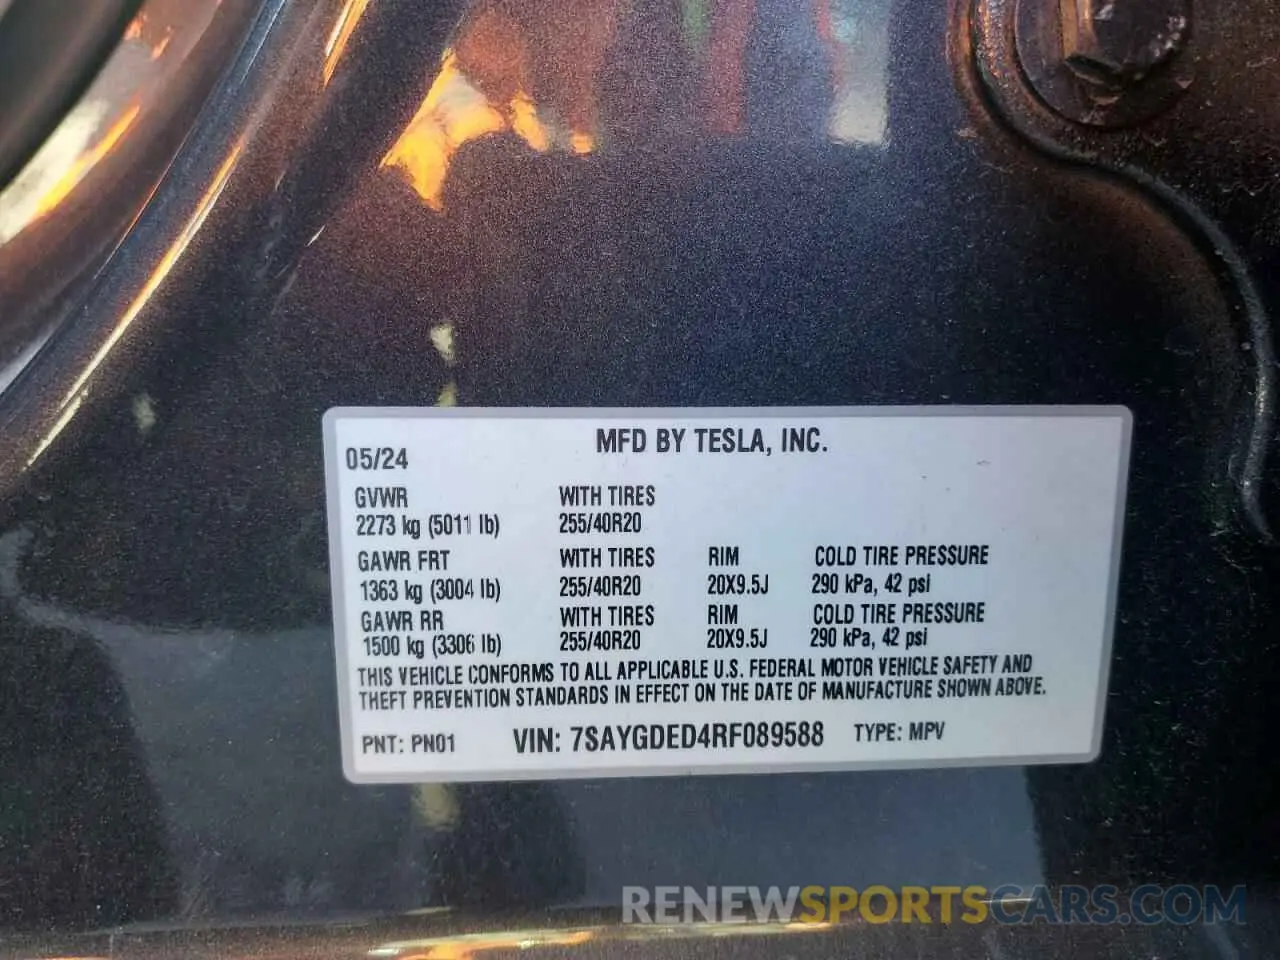 MFD BY TESLA, INC.
05/24
GVWR WITH TIRES
2273 kg (5011 lb) 255/40R20
GAWR FRT WITH TIRES RIM COLD TIRE PRESSURE
1363 kg (3004 lb) 255/40R20 20X9.5J 290 kPa, 42 psi
GAWR RR WITH TIRES RIM COLD TIRE PRESSURE
1500 kg (3306 lb) 255/40R20 20X9.5J 290 kPa, 42 psi
THIS VEHICLE CONFORMS TO ALL APPLICABLE U.S. FEDERAL MOTOR VEHICLE SAFETY AND
THEFT PREVENTION STANDARDS IN EFFECT ON THE DATE OF MANUFACTURE SHOWN ABOVE.
PNT: PN01 VIN: 7SAYGDED4RF089588 TYPE: MPV
RENEWSPORTSCARS.COM